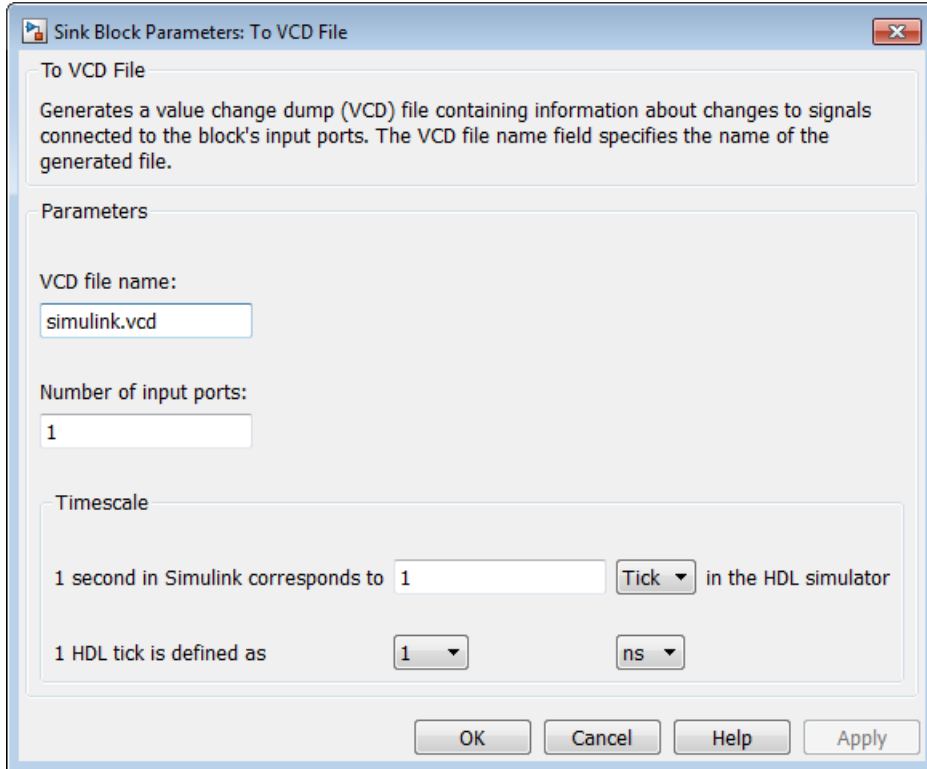 Sink Block Parameters: To VCD File
To VCD File
Generates a value change dump (VCD) file containing information about changes to signals
connected to the block's input ports. The VCD file name field specifies the name of the
generated file.
Parameters
VCD file name:
simulink.vcd
Number of input ports:
1
Timescale
1 second in Simulink corresponds to 1 Tick in the HDL simulator
1 HDL tick is defined as 1 ns
OK Cancel Help Apply